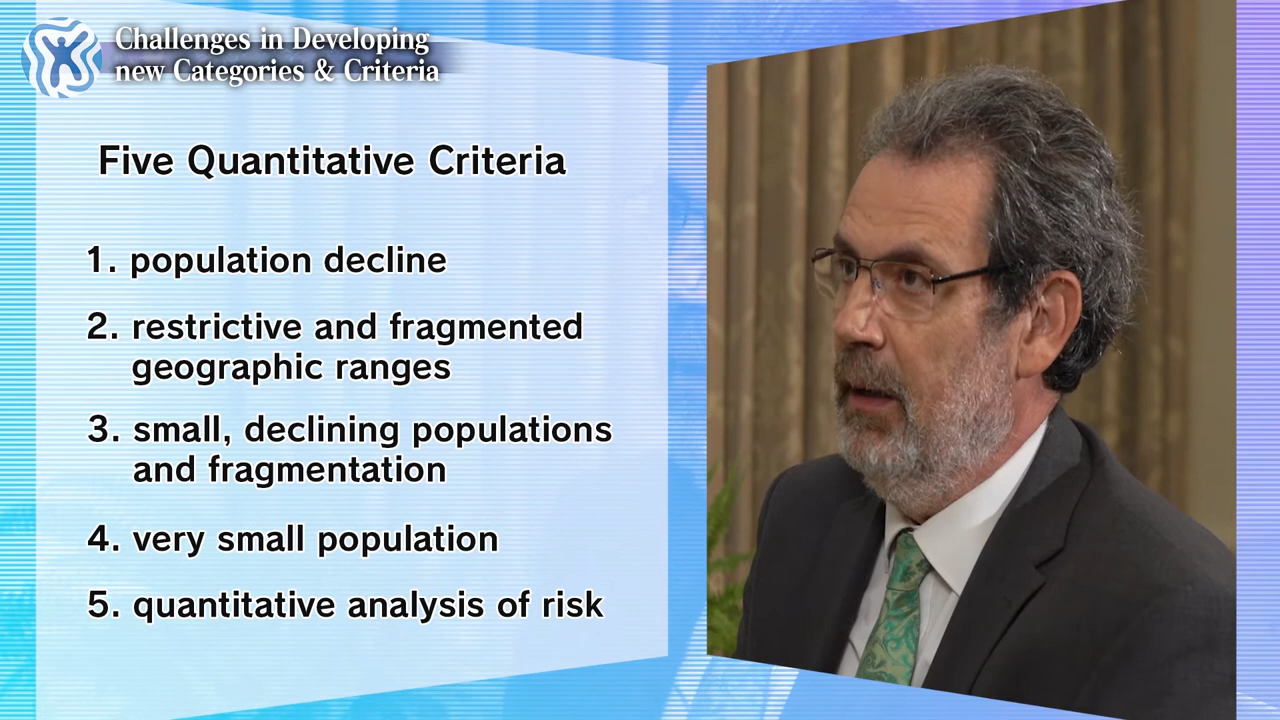 Challenges in Developing
new Categories & Criteria
Five Quantitative Criteria
1. population decline
2. restrictive and fragmented
geographic ranges
3. small, declining populations
and fragmentation
4. very small population
5. quantitative analysis of risk